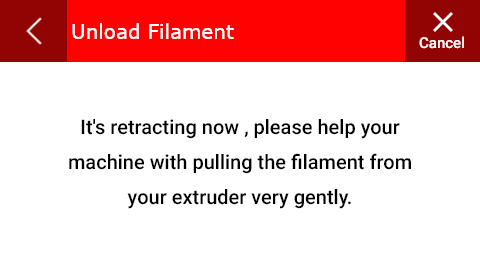 Unload Filament
Cancel
It's retracting now , please help your
machine with pulling the filament from
your extruder very gently.